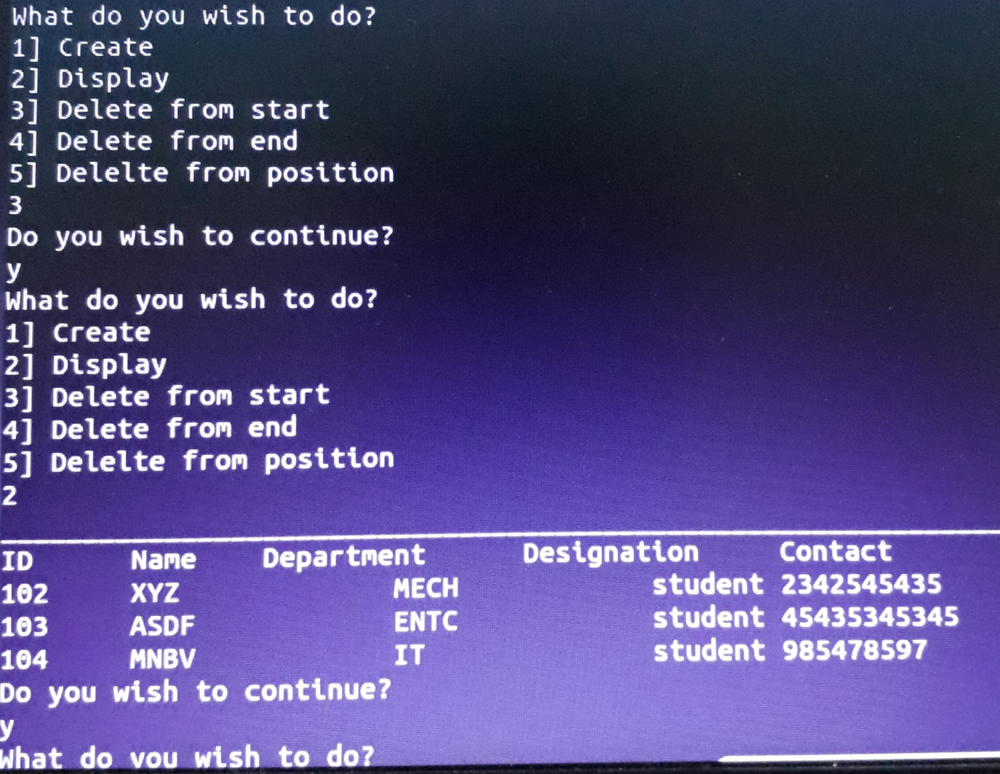 What do you wish to do?
1] Create
2] Display
3] Delete from start
4] Delete from end
5] Delelte from position
3
Do you wish to continue?
y
What do you wish to do?
1] Create
2] Display
3] Delete from start
4] Delete from end
5] Delelte from position
2
ID Name Department Designation Contact
102 XYZ MECH student 2342545435
103 ASDF ENTC student 45435345345
104 MNBV IT student 985478597
Do you wish to continue?
y
What do you wish to do?